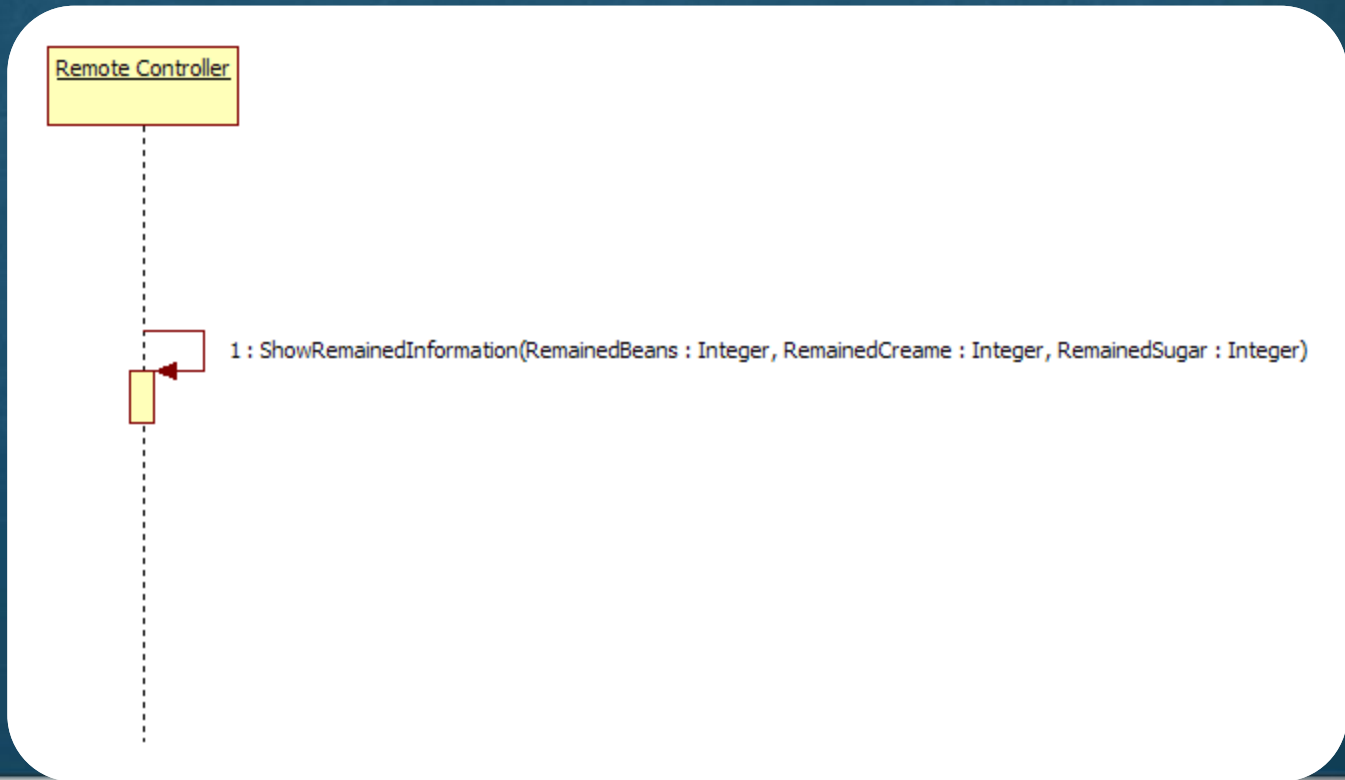 Remote Controller
1 : ShowRemainedInformation(RemainedBeans : Integer, RemainedCreame : Integer, RemainedSugar : Integer)